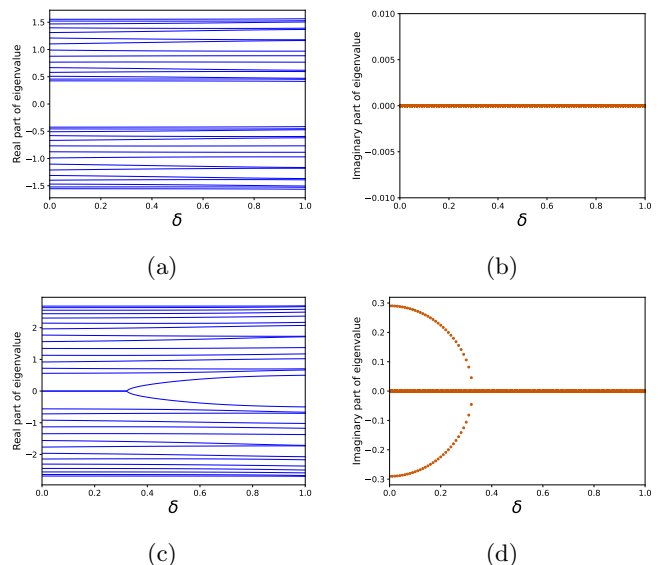 1.5
1.0
0.5
0.0
−0.5
−1.0
−1.5
Real part of eigenvalue
0.0 0.2 0.4 0.6 0.8 1.0
δ
(a)
0.010
0.005
0.000
−0.005
−0.010
Imaginary part of eigenvalue
0.0 0.2 0.4 0.6 0.8 1.0
δ
(b)
2
1
0
−1
−2
Real part of eigenvalue
0.0 0.2 0.4 0.6 0.8 1.0
δ
(c)
0.3
0.2
0.1
0.0
−0.1
−0.2
−0.3
Imaginary part of eigenvalue
0.0 0.2 0.4 0.6 0.8 1.0
δ
(d)